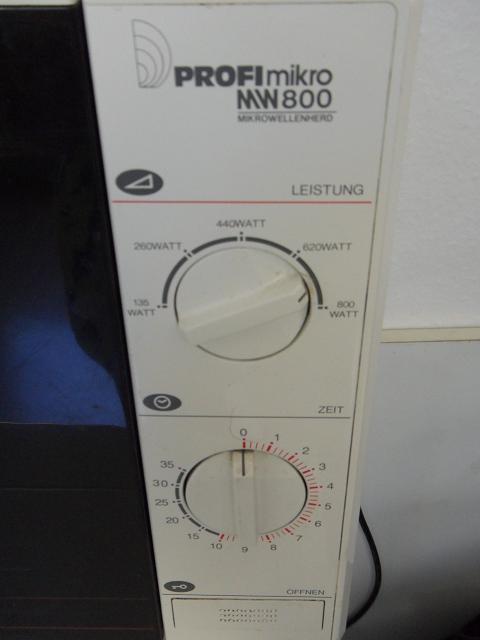 PROFImikro
MW800
MIKROWELLENHERD
LEISTUNG
440WATT
260WATT
620WATT
135
WATT
800
WATT
ZEIT
0
1
2
3
4
5
6
7
8
9
10
15
20
25
30
35
ÖFFNEN